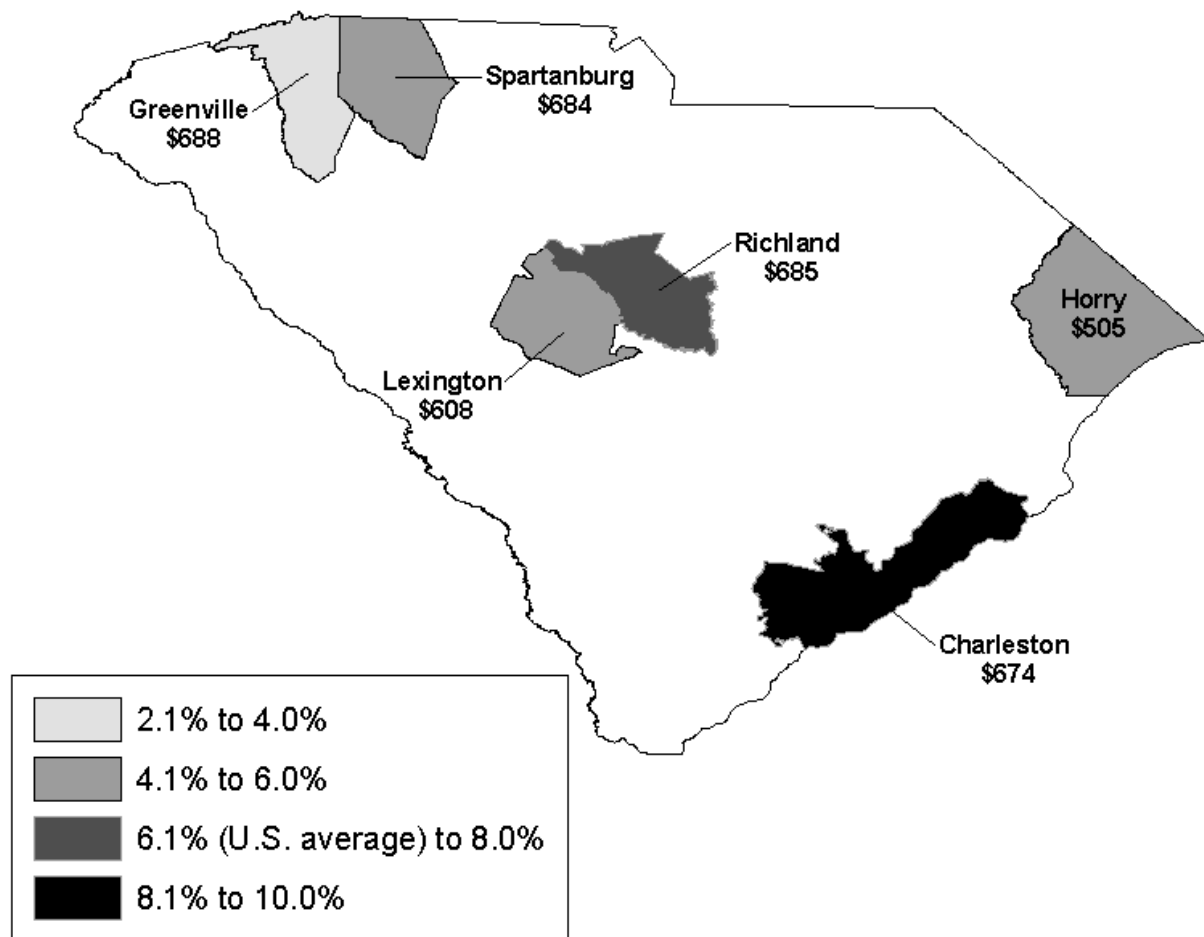 Spartanburg
$684
Greenville
$688
Richland
$685
Horry
$505
Lexington
$608
Charleston
$674
2.1% to 4.0%
4.1% to 6.0%
6.1% (U.S. average) to 8.0%
8.1% to 10.0%